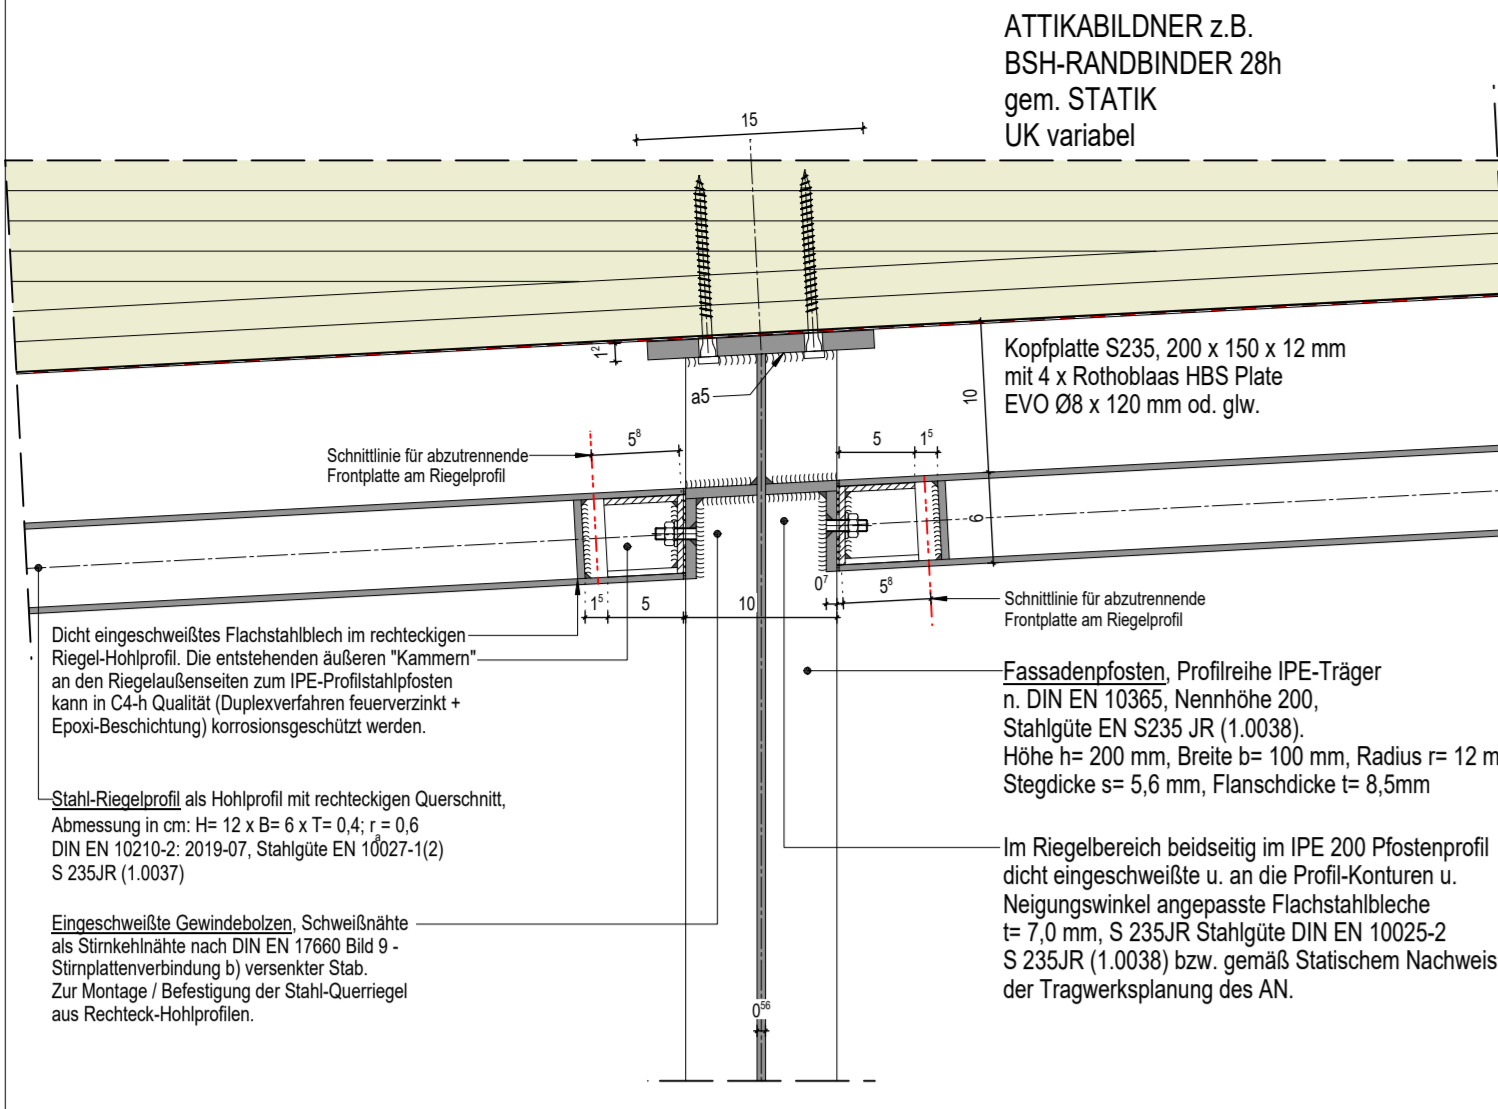 ATTIKABILDNER z.B.
BSH-RANDBINDER 28h
gem. STATIK
UK variabel
15
1²
a5
Kopfplatte S235, 200 x 150 x 12 mm
mit 4 x Rothoblaas HBS Plate
EVO Ø8 x 120 mm od. glw.
10
Schnittlinie für abzutrennende
Frontplatte am Riegelprofil
5⁸
5
1⁵
6
0⁷
5⁸
1⁵
5
10
Schnittlinie für abzutrennende
Frontplatte am Riegelprofil
Dicht eingeschweißtes Flachstahlblech im rechteckigen
Riegel-Hohlprofil. Die entstehenden äußeren "Kammern"
an den Riegelaußenseiten zum IPE-Profilstahlpfosten
kann in C4-h Qualität (Duplexverfahren feuerverzinkt +
Epoxi-Beschichtung) korrosionsgeschützt werden.
Fassadenpfosten, Profilreihe IPE-Träger
n. DIN EN 10365, Nennhöhe 200,
Stahlgüte EN S235 JR (1.0038).
Höhe h= 200 mm, Breite b= 100 mm, Radius r= 12 m
Stegdicke s= 5,6 mm, Flanschdicke t= 8,5mm
Stahl-Riegelprofil als Hohlprofil mit rechteckigen Querschnitt,
Abmessung in cm: H= 12 x B= 6 x T= 0,4; rₐ = 0,6
DIN EN 10210-2: 2019-07, Stahlgüte EN 10027-1(2)
S 235JR (1.0037)
Im Riegelbereich beidseitig im IPE 200 Pfostenprofil
dicht eingeschweißte u. an die Profil-Konturen u.
Neigungswinkel angepasste Flachstahlbleche
t= 7,0 mm, S 235JR Stahlgüte DIN EN 10025-2
S 235JR (1.0038) bzw. gemäß Statischem Nachweis
der Tragwerksplanung des AN.
Eingeschweißte Gewindebolzen, Schweißnähte
als Stirnkehlnähte nach DIN EN 17660 Bild 9 -
Stirnplattenverbindung b) versenkter Stab.
Zur Montage / Befestigung der Stahl-Querriegel
aus Rechteck-Hohlprofilen.
0⁵⁶